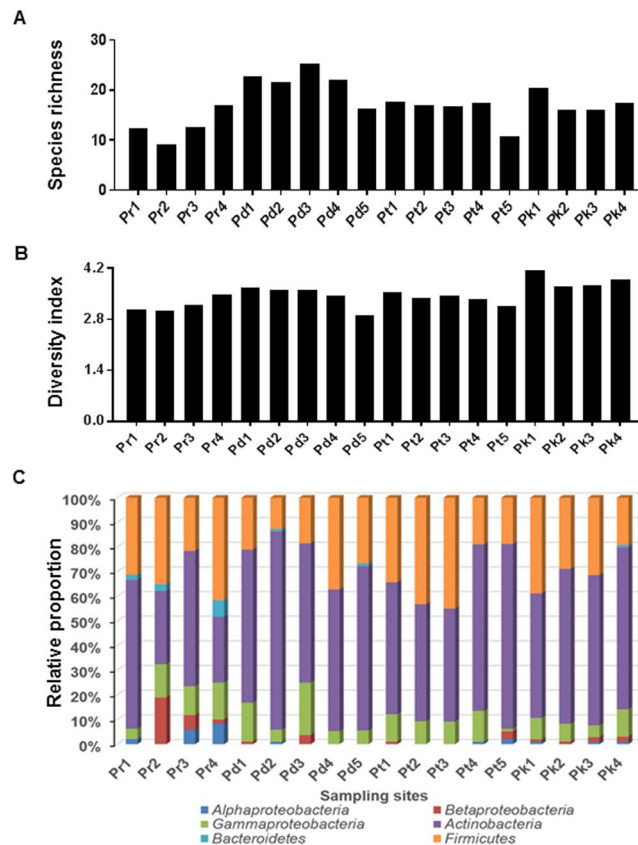 A
Species richness
30
20
10
0
Pr1 Pr2 Pr3 Pr4 Pd1 Pd2 Pd3 Pd4 Pd5 Pt1 Pt2 Pt3 Pt4 Pt5 Pk1 Pk2 Pk3 Pk4
B
Diversity index
4.2
2.8
1.4
0.0
Pr1 Pr2 Pr3 Pr4 Pd1 Pd2 Pd3 Pd4 Pd5 Pt1 Pt2 Pt3 Pt4 Pt5 Pk1 Pk2 Pk3 Pk4
C
Relative proportion
100%
90%
80%
70%
60%
50%
40%
30%
20%
10%
0%
Pr1 Pr2 Pr3 Pr4 Pd1 Pd2 Pd3 Pd4 Pd5 Pt1 Pt2 Pt3 Pt4 Pt5 Pk1 Pk2 Pk3 Pk4
Sampling sites
Alphaproteobacteria Betaproteobacteria
Gammaproteobacteria Actinobacteria
Bacteroidetes Firmicutes